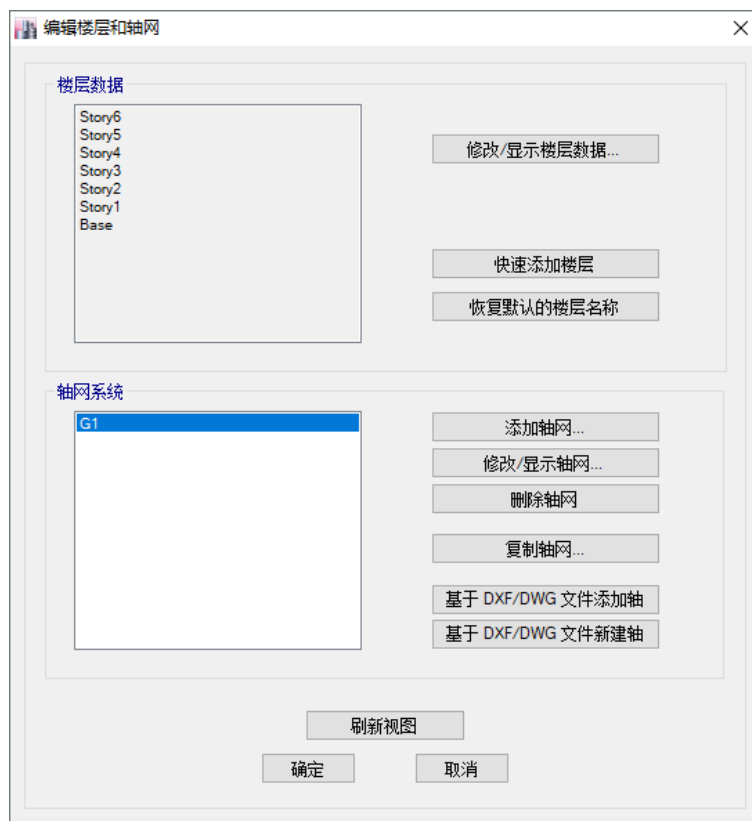 编辑楼层和轴网
楼层数据
Story6
Story5
Story4
Story3
Story2
Story1
Base
修改/显示楼层数据...
快速添加楼层
恢复默认的楼层名称
轴网系统
G1
添加轴网...
修改/显示轴网...
删除轴网
复制轴网...
基于 DXF/DWG 文件添加轴
基于 DXF/DWG 文件新建轴
刷新视图
确定
取消